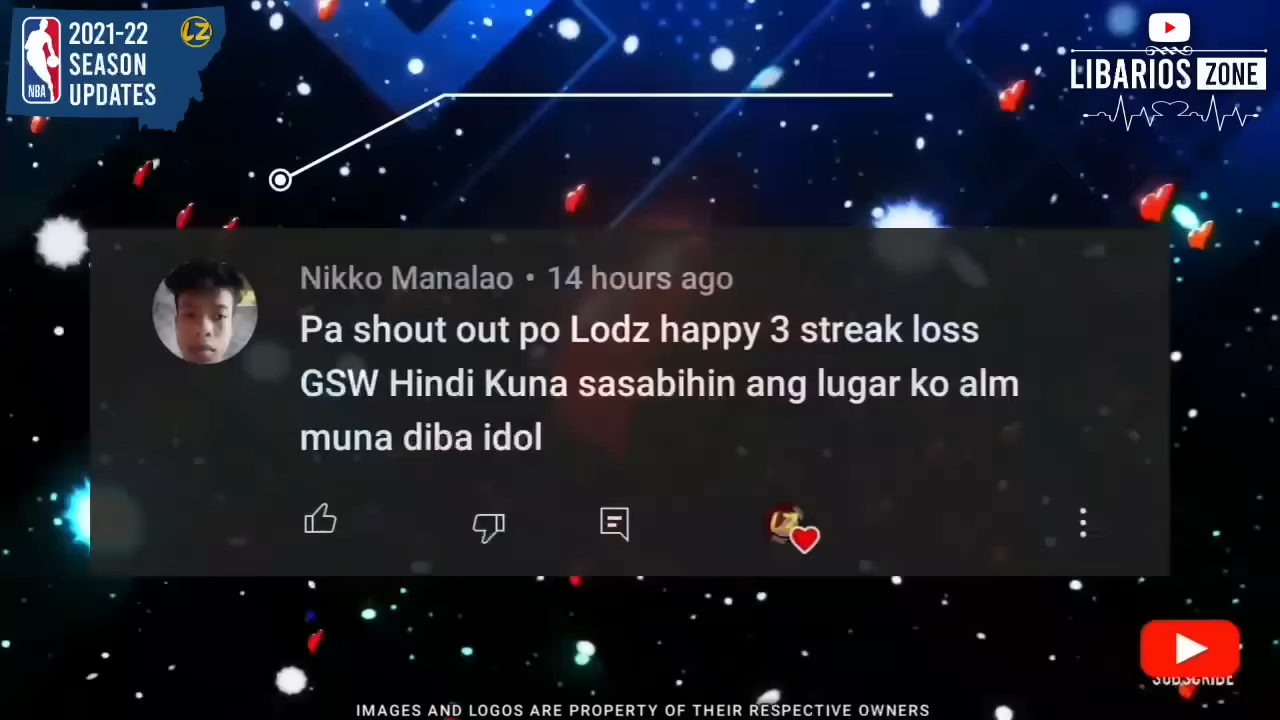 2021-22
LZ
SEASON
UPDATES
NBA
LIBARIOS ZONE
Nikko Manalao • 14 hours ago
Pa shout out po Lodz happy 3 streak loss
GSW Hindi Kuna sasabihin ang lugar ko alm
muna diba idol
LZ
SUBSCRIBE
IMAGES AND LOGOS ARE PROPERTY OF THEIR RESPECTIVE OWNERS